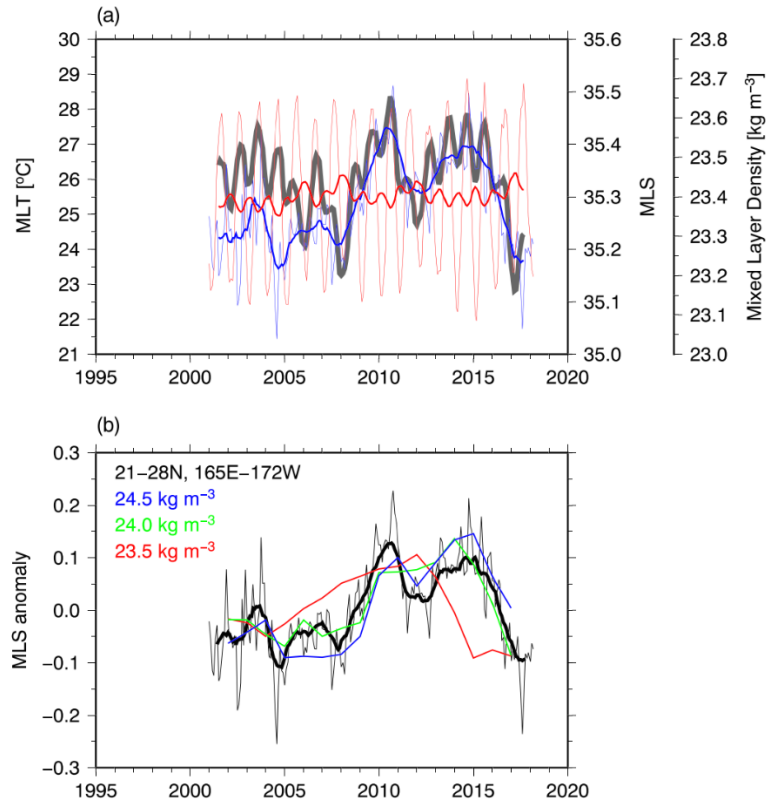 (a)
30
29
28
27
26
25
24
23
22
21
MLT [ºC]
35.6
35.5
35.4
35.3
35.2
35.1
35.0
MLS
23.8
23.7
23.6
23.5
23.4
23.3
23.2
23.1
23.0
Mixed Layer Density [kg m⁻³]
1995 2000 2005 2010 2015 2020
(b)
0.3
0.2
0.1
0.0
−0.1
−0.2
−0.3
MLS anomaly
21−28N, 165E−172W
24.5 kg m⁻³
24.0 kg m⁻³
23.5 kg m⁻³
1995 2000 2005 2010 2015 2020